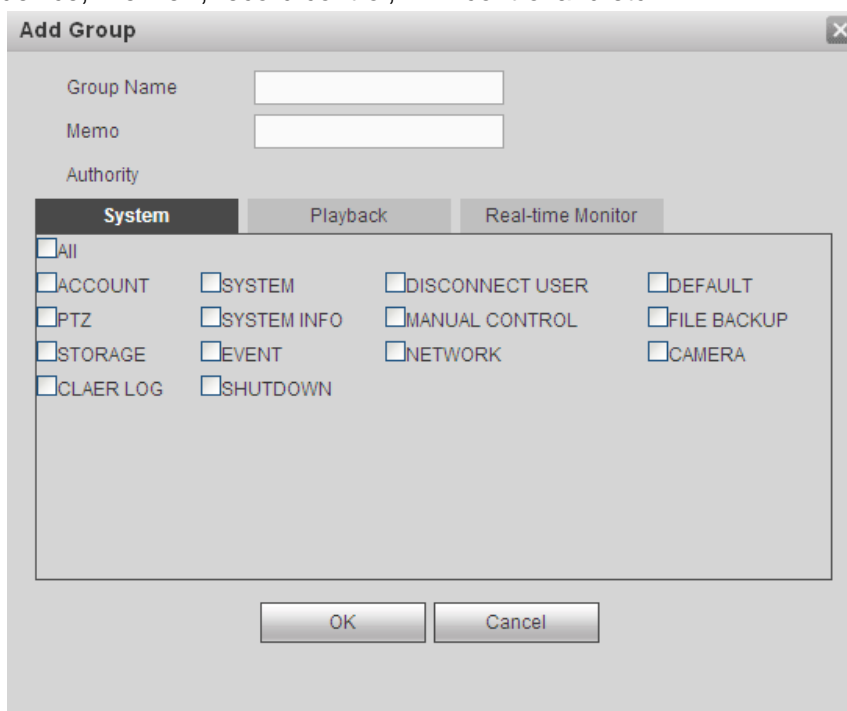 Add Group
Group Name
Memo
Authority
System Playback Real-time Monitor
All
ACCOUNT SYSTEM DISCONNECT USER DEFAULT
PTZ SYSTEM INFO MANUAL CONTROL FILE BACKUP
STORAGE EVENT NETWORK CAMERA
CLAER LOG SHUTDOWN
OK Cancel